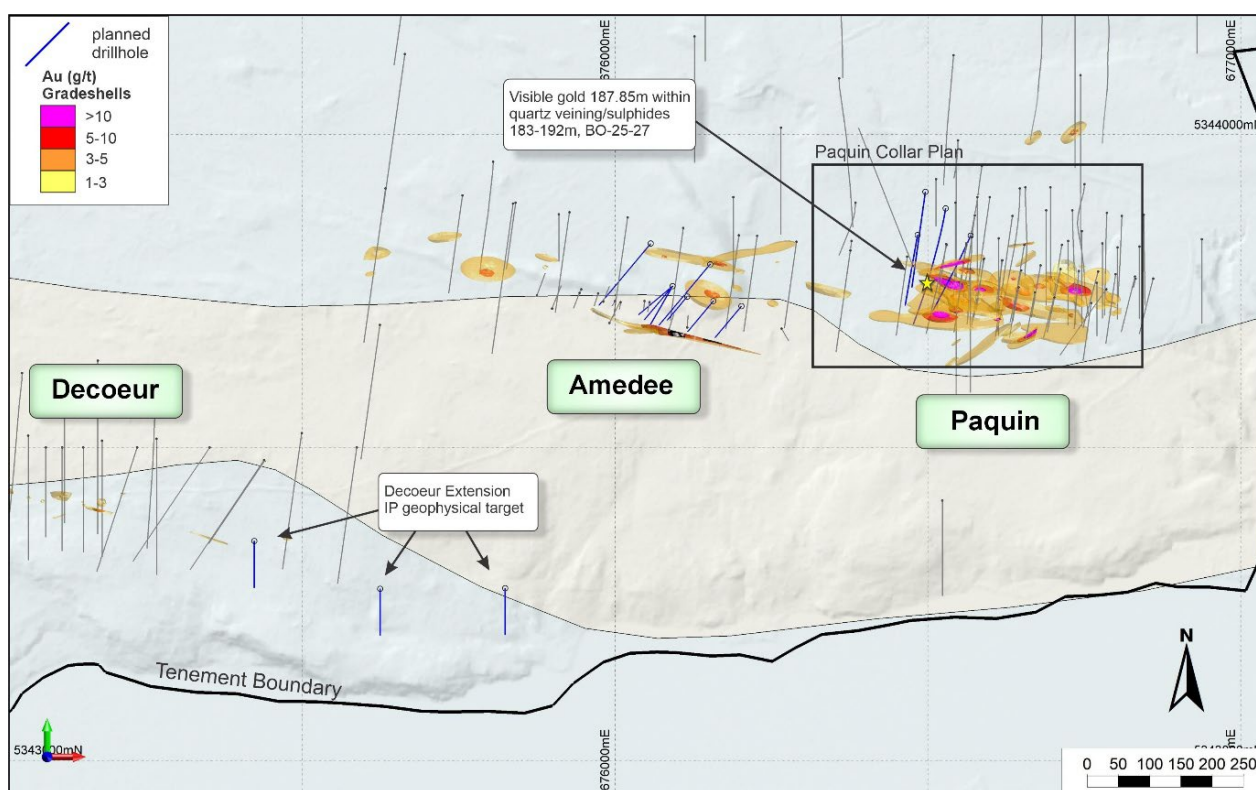 planned
drillhole
Au (g/t)
Gradeshells
>10
5-10
3-5
1-3
676000mE
677000mE
Visible gold 187.85m within
quartz veining/sulphides
183-192m, BO-25-27
5344000mN
Paquin Collar Plan
Decoeur
Amedee
Paquin
Decoeur Extension
IP geophysical target
Tenement Boundary
N
676000mE
5343000mN
0 50 100 150 200 250